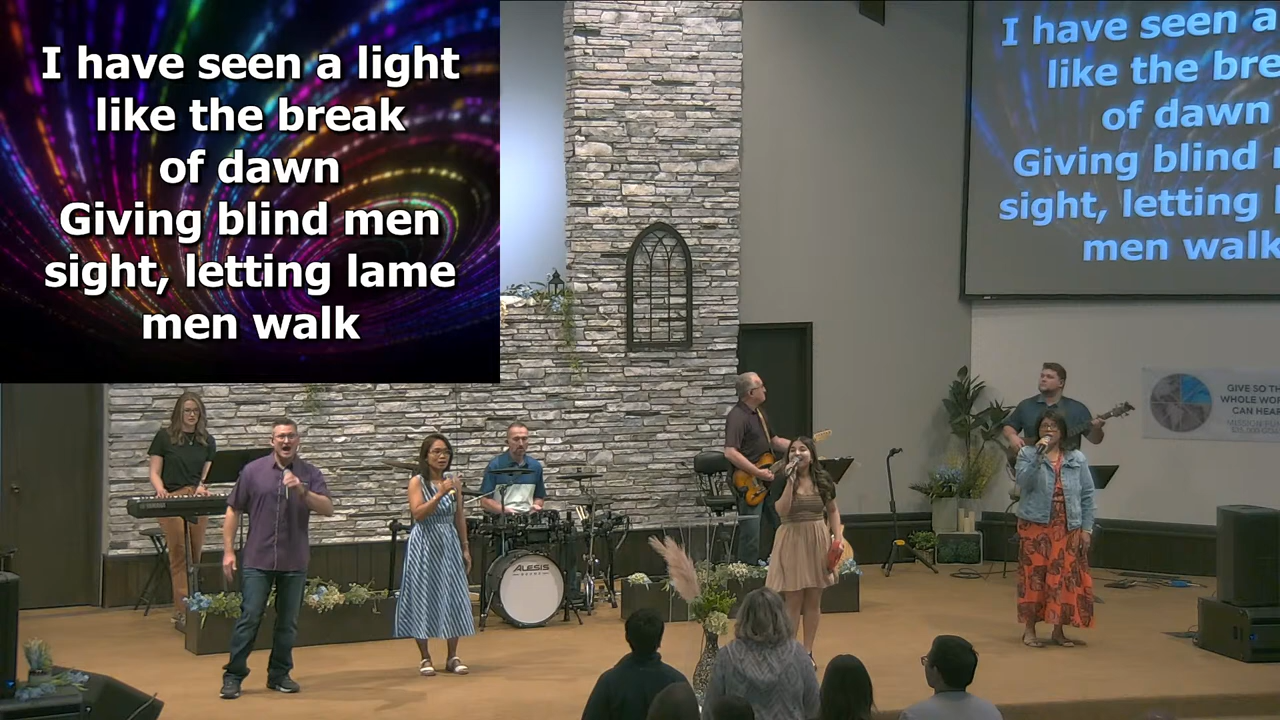 I have seen a light
like the break
of dawn
Giving blind men
sight, letting lame
men walk
I have seen a
like the bre
of dawn
Giving blind
sight, letting
men walk
GIVE SO TH
WHOLE WOR
CAN HEAR
ALESIS